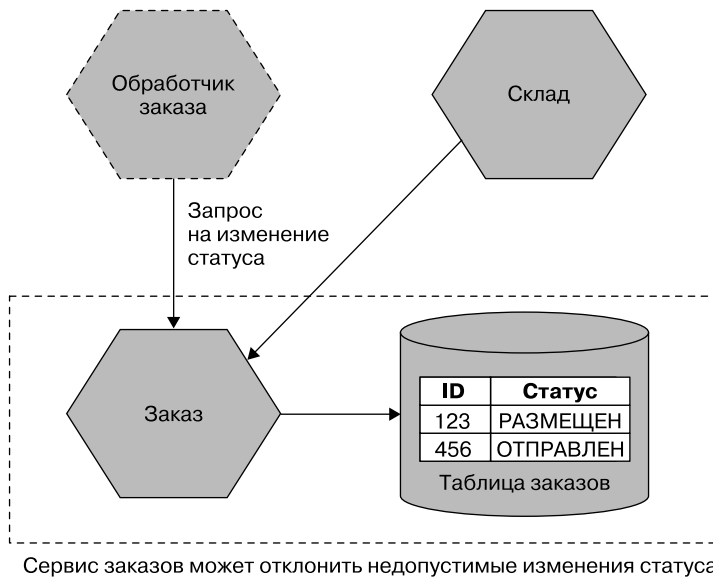 Обработчик
заказа
Склад
Запрос
на изменение
статуса
Заказ
ID Статус
123 РАЗМЕЩЕН
456 ОТПРАВЛЕН
Таблица заказов
Сервис заказов может отклонить недопустимые изменения статуса